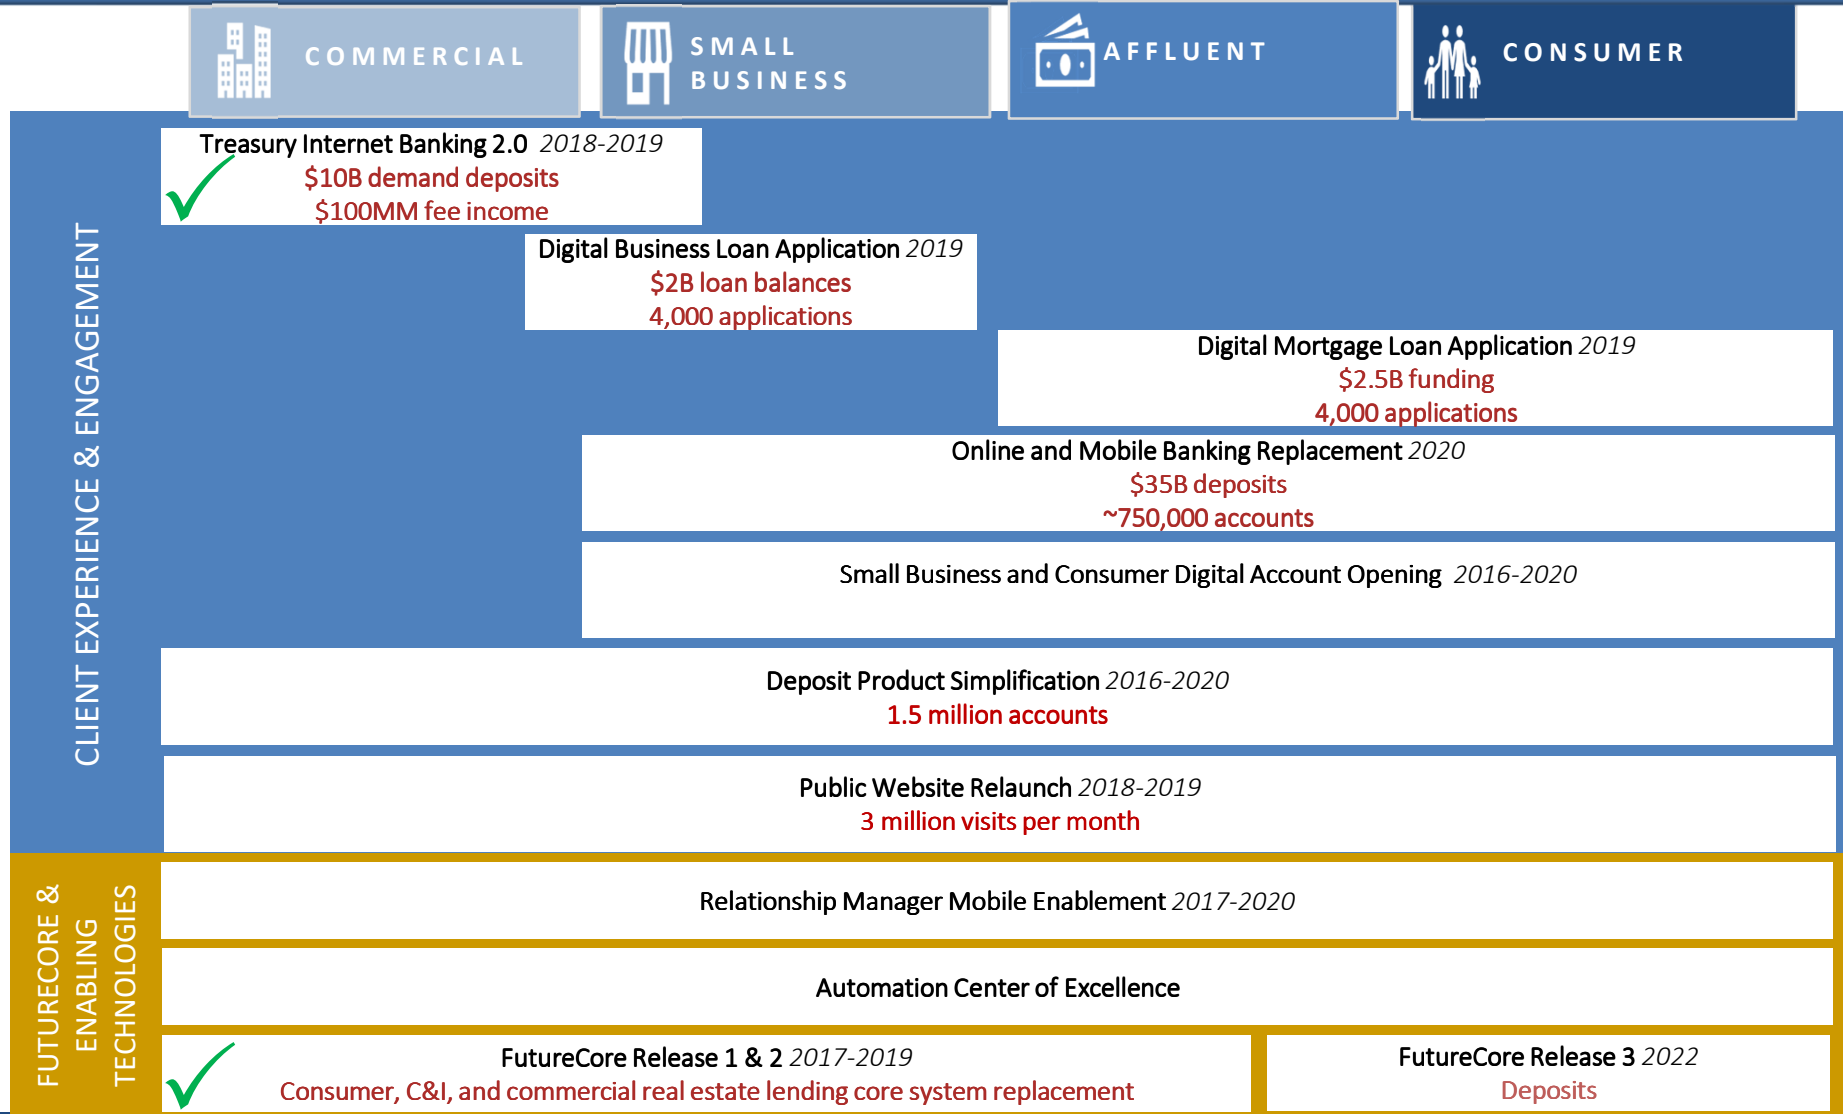 COMMERCIAL
SMALL
BUSINESS
AFFLUENT
CONSUMER
CLIENT EXPERIENCE & ENGAGEMENT
Treasury Internet Banking 2.0 2018-2019
$10B demand deposits
$100MM fee income
Digital Business Loan Application 2019
$2B loan balances
4,000 applications
Digital Mortgage Loan Application 2019
$2.5B funding
4,000 applications
Online and Mobile Banking Replacement 2020
$35B deposits
~750,000 accounts
Small Business and Consumer Digital Account Opening 2016-2020
Deposit Product Simplification 2016-2020
1.5 million accounts
Public Website Relaunch 2018-2019
3 million visits per month
FUTURECORE &
ENABLING
TECHNOLOGIES
Relationship Manager Mobile Enablement 2017-2020
Automation Center of Excellence
FutureCore Release 1 & 2 2017-2019
Consumer, C&I, and commercial real estate lending core system replacement
FutureCore Release 3 2022
Deposits